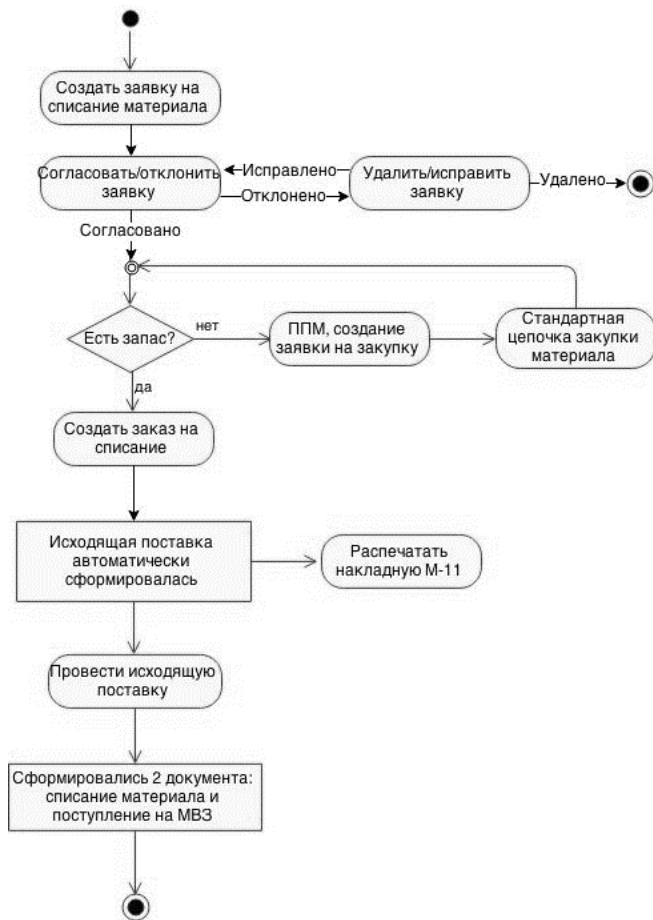 Создать заявку на
списание материала
Согласовать/отклонить
заявку
Исправлено
Отклонено
Удалить/исправить
заявку
Удалено
Согласовано
Есть запас?
нет
ППМ, создание
заявки на закупку
Стандартная
цепочка закупки
материала
да
Создать заказ на
списание
Исходящая поставка
автоматически
сформировалась
Распечатать
накладную М-11
Провести исходящую
поставку
Сформировались 2 документа:
списание материала и
поступление на МВЗ